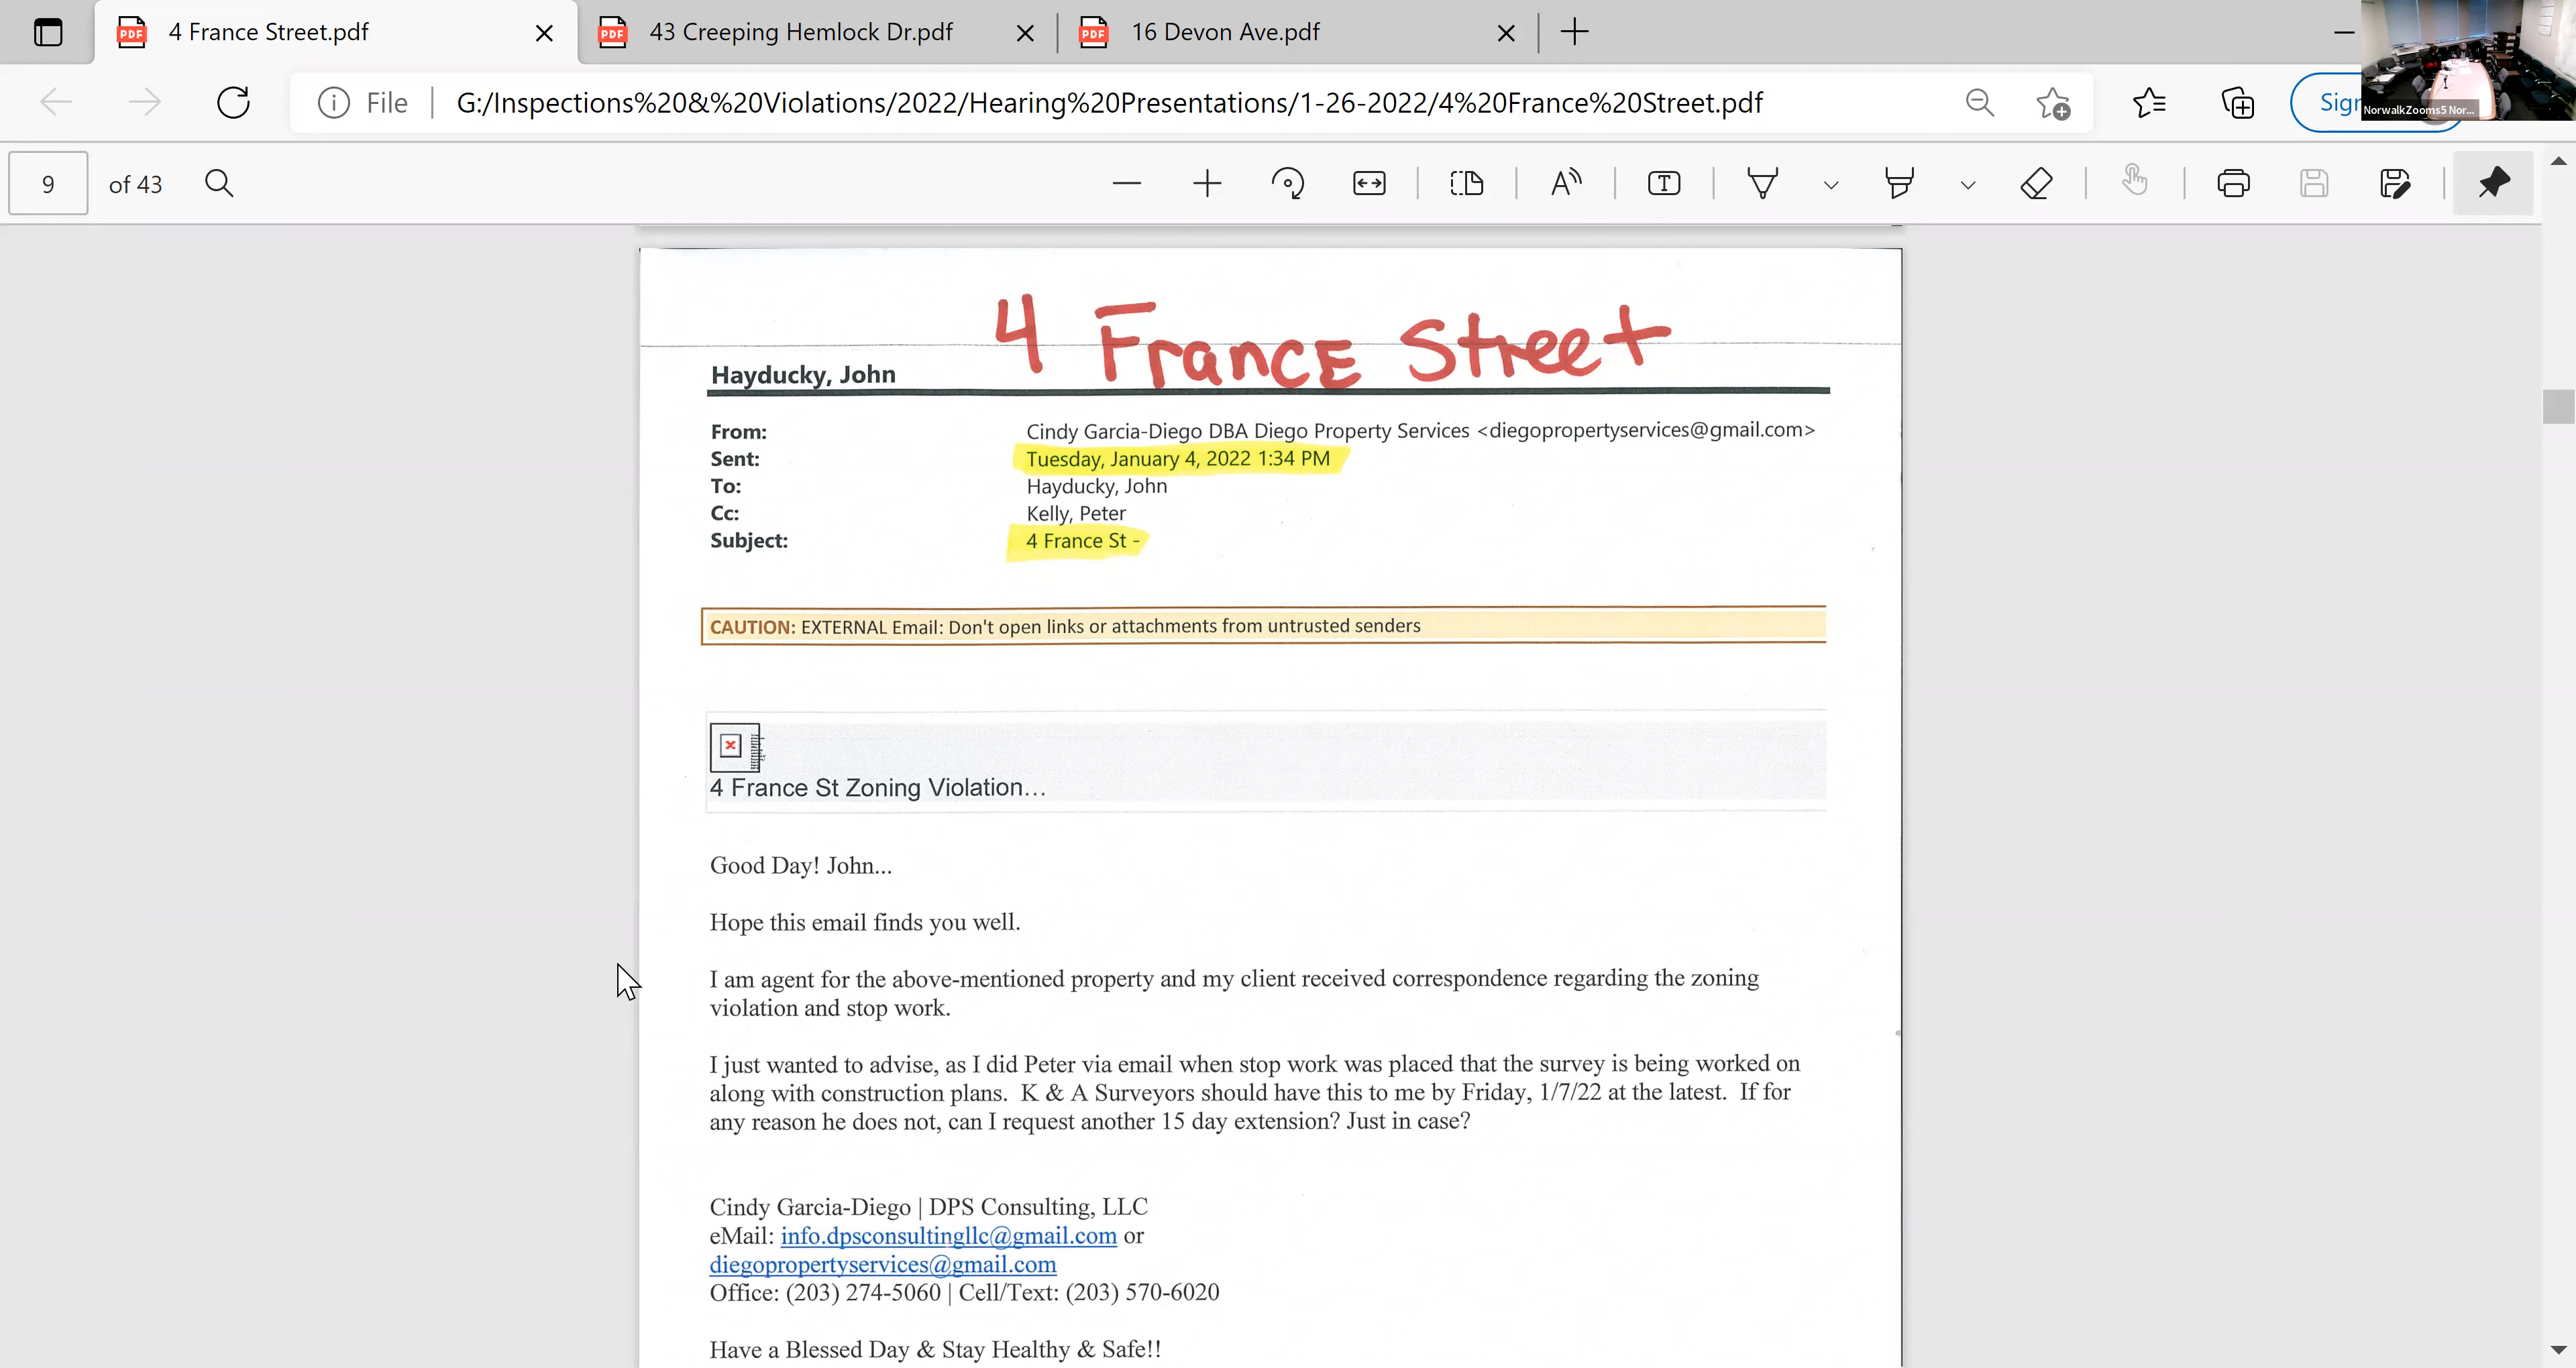 4 France Street.pdf
43 Creeping Hemlock Dr.pdf
16 Devon Ave.pdf
File
G:/Inspections%20&%20Violations/2022/Hearing%20Presentations/1-26-2022/4%20France%20Street.pdf
Sign
NorwalkZooms5 Nor...
9 of 43
4 FrancE Street
Hayducky, John
From: Cindy Garcia-Diego DBA Diego Property Services <diegopropertyservices@gmail.com>
Sent: Tuesday, January 4, 2022 1:34 PM
To: Hayducky, John
Cc: Kelly, Peter
Subject: 4 France St -
CAUTION: EXTERNAL Email: Don't open links or attachments from untrusted senders
4 France St Zoning Violation...
Good Day! John...
Hope this email finds you well.
I am agent for the above-mentioned property and my client received correspondence regarding the zoning
violation and stop work.
I just wanted to advise, as I did Peter via email when stop work was placed that the survey is being worked on
along with construction plans.  K & A Surveyors should have this to me by Friday, 1/7/22 at the latest.  If for
any reason he does not, can I request another 15 day extension? Just in case?
Cindy Garcia-Diego | DPS Consulting, LLC
eMail: info.dpsconsultingllc@gmail.com or
diegopropertyservices@gmail.com
Office: (203) 274-5060 | Cell/Text: (203) 570-6020
Have a Blessed Day & Stay Healthy & Safe!!